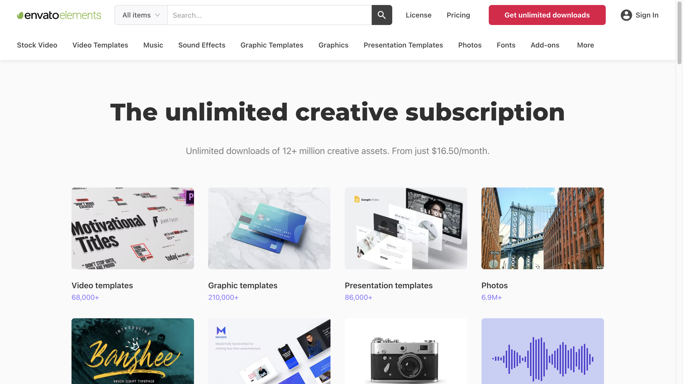 envatoelements
All items
Search...
License
Pricing
Get unlimited downloads
Sign In
Stock Video
Video Templates
Music
Sound Effects
Graphic Templates
Graphics
Presentation Templates
Photos
Fonts
Add-ons
More
The unlimited creative subscription
Unlimited downloads of 12+ million creative assets. From just $16.50/month.
Motivational
Titles
Video templates
68,000+
Graphic templates
210,000+
Presentation templates
86,000+
Photos
6.9M+
Banshee